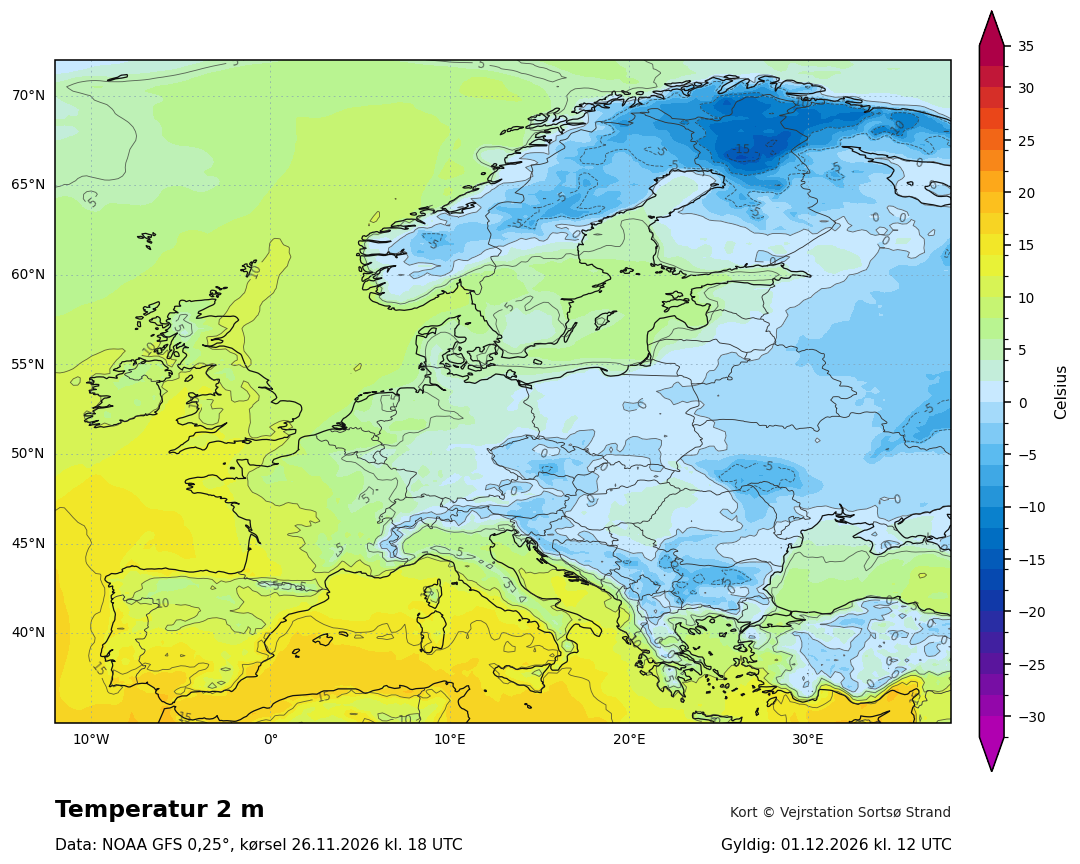 70°N
65°N
60°N
55°N
50°N
45°N
40°N
10°W
0°
10°E
20°E
30°E
35
30
25
20
15
10
5
0
−5
−10
−15
−20
−25
−30
Celsius
Temperatur 2 m
Kort © Vejrstation Sortsø Strand
Data: NOAA GFS 0,25°, kørsel 26.11.2026 kl. 18 UTC
Gyldig: 01.12.2026 kl. 12 UTC